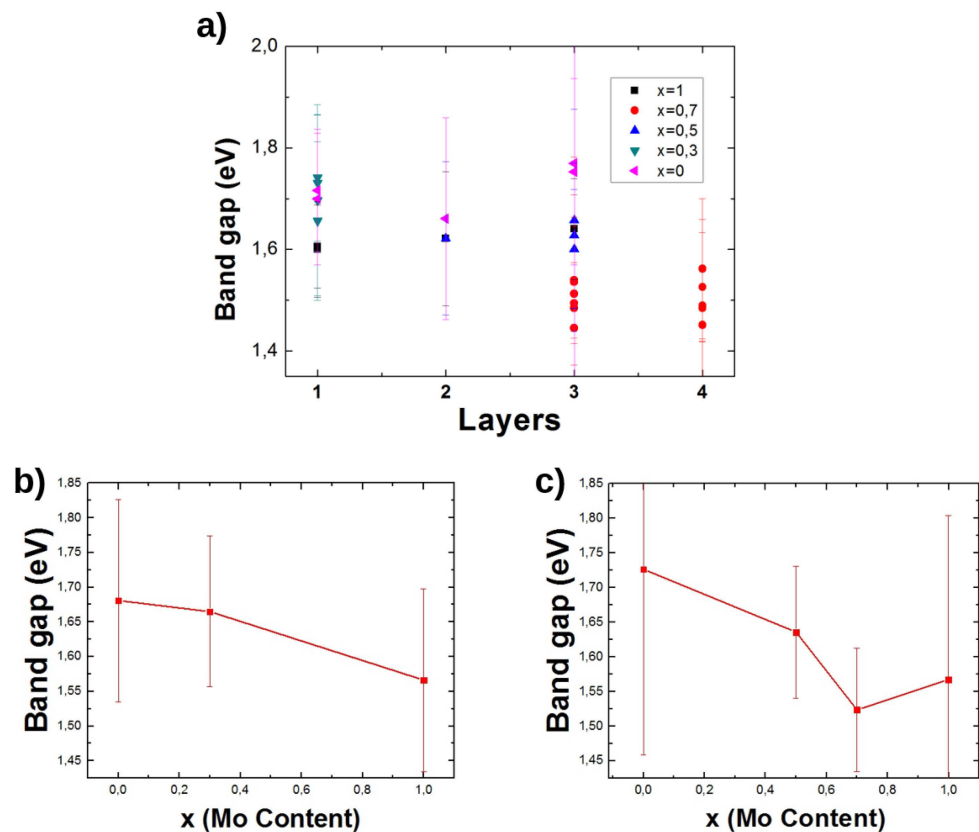 a)
2,0
1,8
1,6
1,4
Band gap (eV)
x=1
x=0,7
x=0,5
x=0,3
x=0
1 2 3 4
Layers
b)
1,85
1,80
1,75
1,70
1,65
1,60
1,55
1,50
1,45
Band gap (eV)
0,0 0,2 0,4 0,6 0,8 1,0
x (Mo Content)
c)
1,85
1,80
1,75
1,70
1,65
1,60
1,55
1,50
1,45
Band gap (eV)
0,0 0,2 0,4 0,6 0,8 1,0
x (Mo Content)